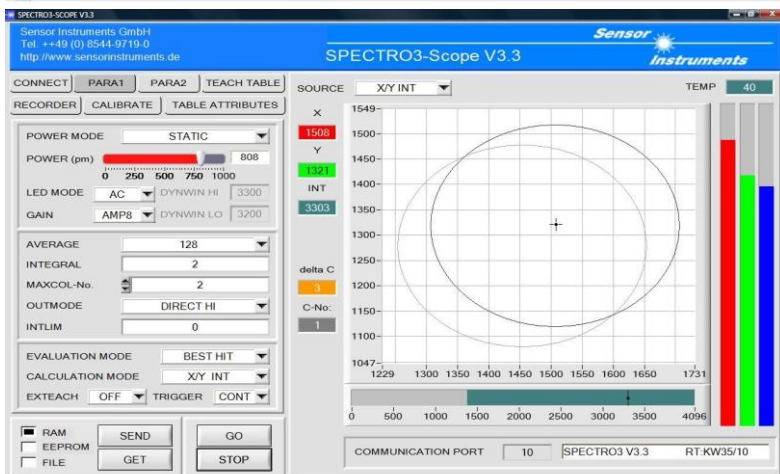 SPECTRO3-SCOPE V3.3
Sensor Instruments GmbH
Tel. ++49 (0) 8544-9719-0
http://www.sensorinstruments.de
SPECTRO3-Scope V3.3
Sensor
Instruments
CONNECT PARA1 PARA2 TEACH TABLE
RECORDER CALIBRATE TABLE ATTRIBUTES
POWER MODE STATIC
POWER (pm) 808
0 250 500 750 1000
LED MODE AC DYNWIN HI 3300
GAIN AMP8 DYNWIN LO 3200
AVERAGE 128
INTEGRAL 2
MAXCOL-No. 2
OUTMODE DIRECT HI
INTLIM 0
EVALUATION MODE BEST HIT
CALCULATION MODE X/Y INT
EXTEACH OFF TRIGGER CONT
RAM
EEPROM
FILE
SEND GO
GET STOP
SOURCE X/Y INT TEMP 40
X
1508
Y
1321
INT
3303
delta C
3
C-No:
1
1549
1500
1450
1400
1350
1300
1250
1200
1150
1100
1047
1229 1300 1350 1400 1450 1500 1550 1600 1650 1731
0 500 1000 1500 2000 2500 3000 3500 4096
COMMUNICATION PORT 10 SPECTRO3 V3.3 RT:KW35/10